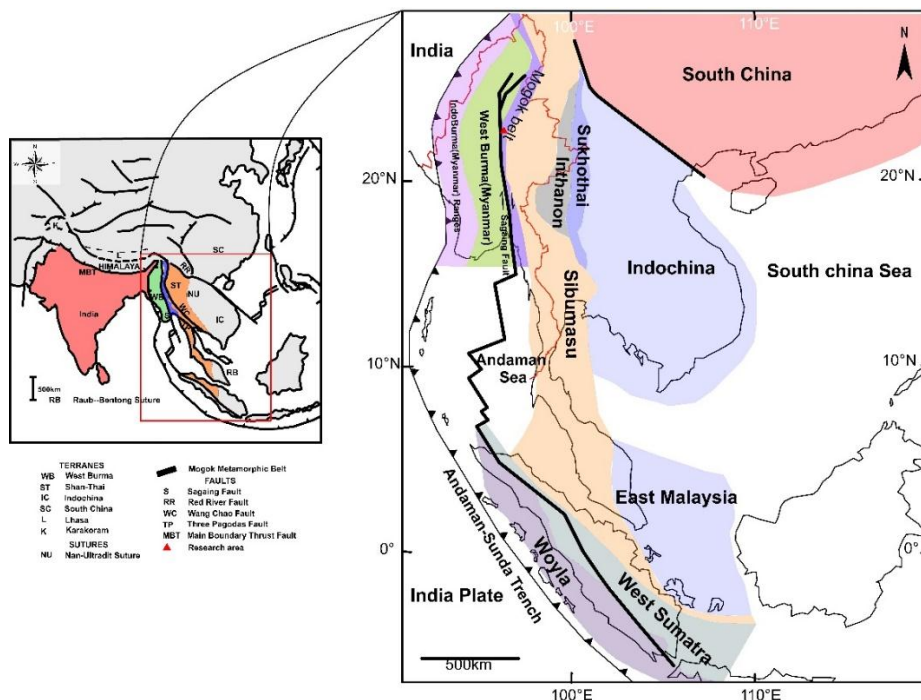 N
W
E
S
K
L
HIMALAYA
MBT
SC
RR
ST
NU
WB
WC
S
IC
India
RB
500km
RB Raub--Bentong Suture
TERRANES
WB West Burma
ST Shan-Thai
IC Indochina
SC South China
L Lhasa
K Karakoram
SUTURES
NU Nan-Ultradit Suture
Mogok Metamorphic Belt
FAULTS
S Sagaing Fault
RR Red River Fault
WC Wang Chao Fault
TP Three Pagodas Fault
MBT Main Boundary Thrust Fault
Research area
100°E
110°E
N
India
South China
Mogok belt
IndoBurma(Myanmar) Ranges
West Burma(Myanmar)
Sukhothai
Inthanon
20°N
20°N
Sagaing Fault
Indochina
South china Sea
Sibumasu
10°N
10°N
Andaman
Sea
East Malaysia
Andaman-Sunda Trench
0°
0°
Woyla
India Plate
West Sumatra
500km
100°E
110°E